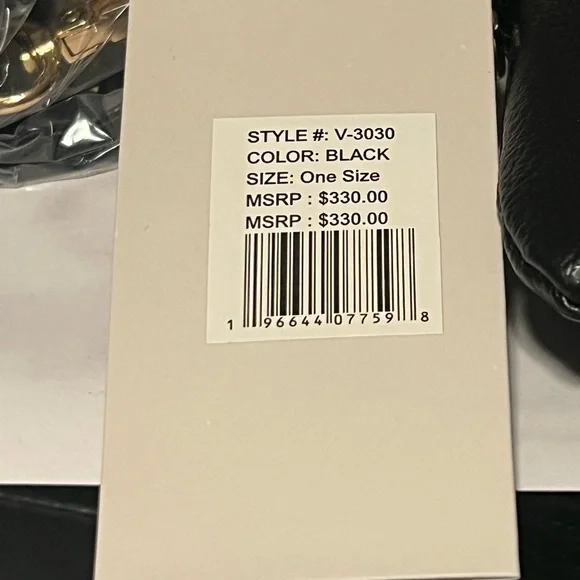 STYLE #: V-3030
COLOR: BLACK
SIZE: One Size
MSRP : $330.00
MSRP : $330.00
1 96644 07759 8